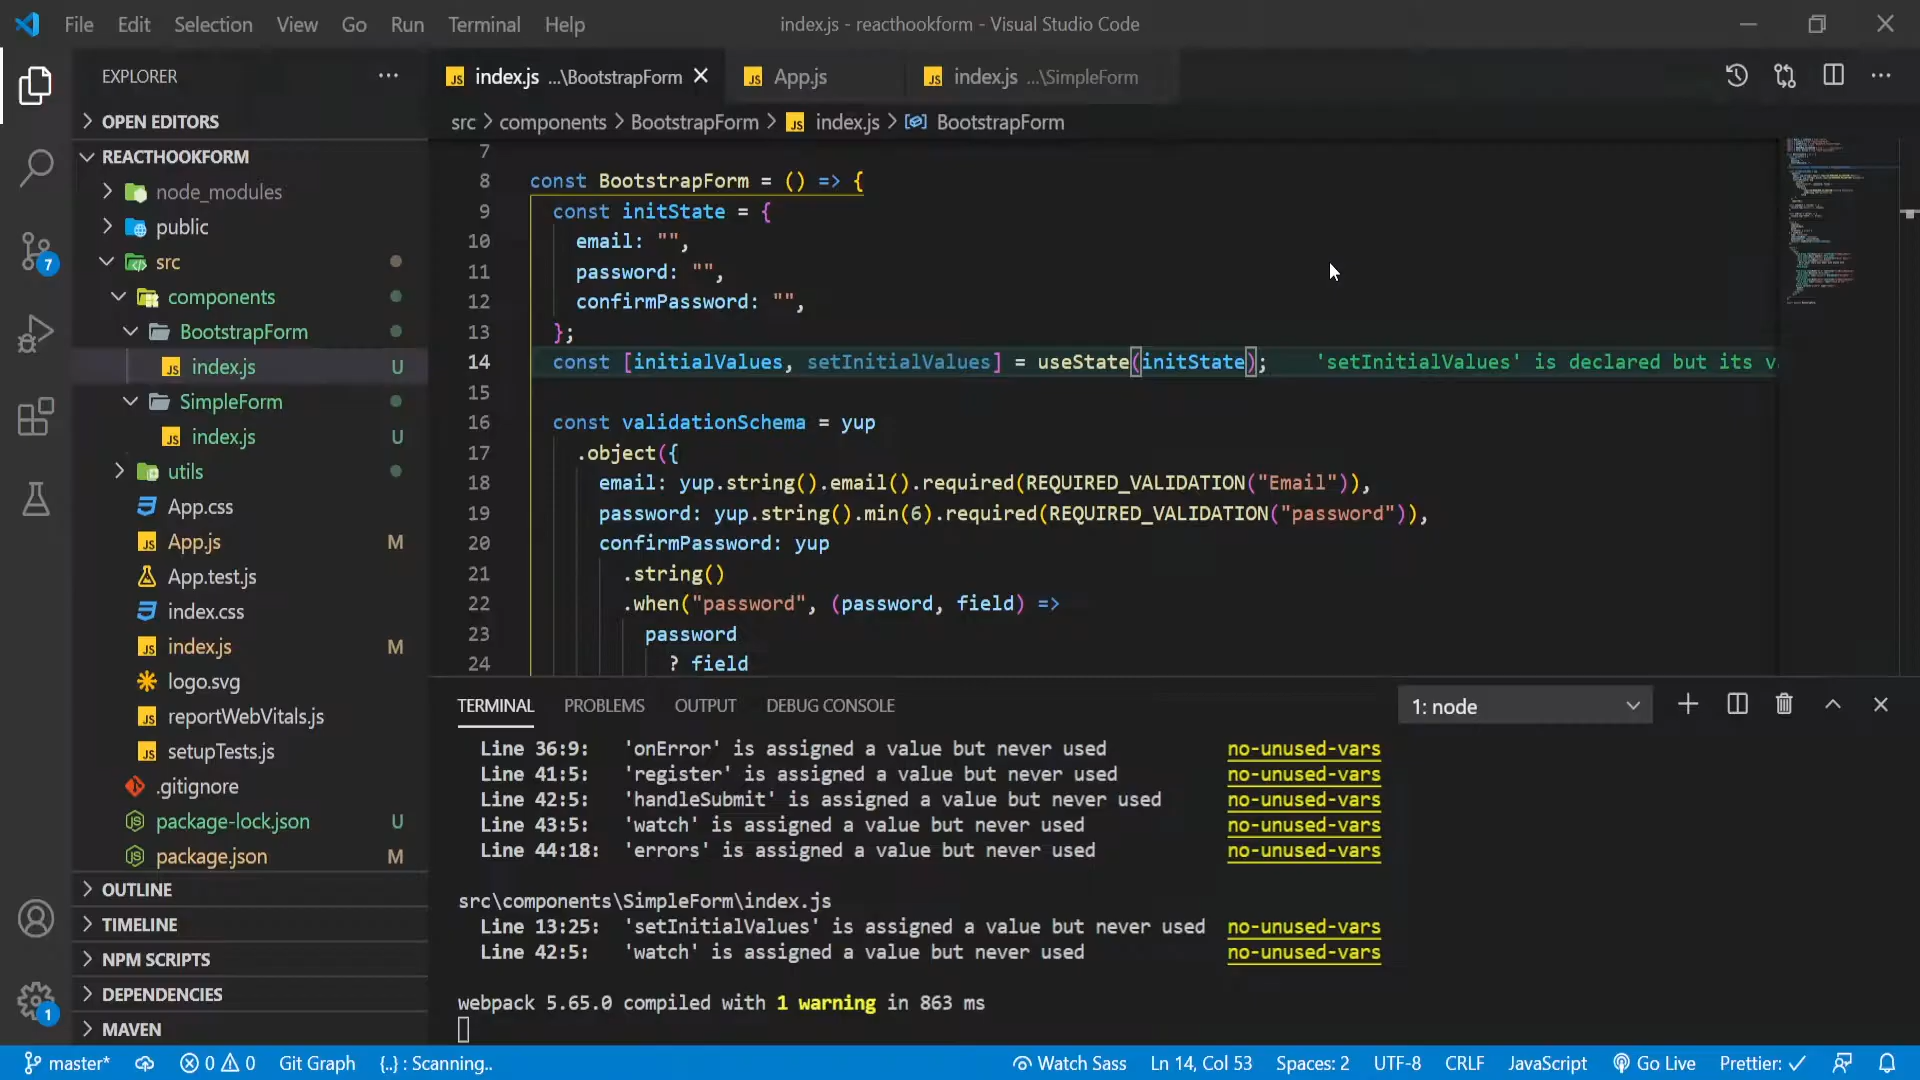 File Edit Selection View Go Run Terminal Help
index.js - reacthookform - Visual Studio Code
EXPLORER
OPEN EDITORS
REACTHOOKFORM
node_modules
public
src
components
BootstrapForm
index.js U
SimpleForm
index.js U
utils
App.css
App.js M
App.test.js
index.css
index.js M
logo.svg
reportWebVitals.js
setupTests.js
.gitignore
package-lock.json U
package.json M
OUTLINE
TIMELINE
NPM SCRIPTS
DEPENDENCIES
MAVEN
7
1
index.js ...\BootstrapForm
App.js
index.js ...\SimpleForm
src > components > BootstrapForm > index.js > BootstrapForm
7
8 const BootstrapForm = () => {
9 const initState = {
10 email: "",
11 password: "",
12 confirmPassword: "",
13 };
14 const [initialValues, setInitialValues] = useState(initState); 'setInitialValues' is declared but its v
15
16 const validationSchema = yup
17 .object({
18 email: yup.string().email().required(REQUIRED_VALIDATION("Email")),
19 password: yup.string().min(6).required(REQUIRED_VALIDATION("password")),
20 confirmPassword: yup
21 .string()
22 .when("password", (password, field) =>
23 password
24 ? field
TERMINAL PROBLEMS OUTPUT DEBUG CONSOLE
1: node
Line 36:9: 'onError' is assigned a value but never used no-unused-vars
Line 41:5: 'register' is assigned a value but never used no-unused-vars
Line 42:5: 'handleSubmit' is assigned a value but never used no-unused-vars
Line 43:5: 'watch' is assigned a value but never used no-unused-vars
Line 44:18: 'errors' is assigned a value but never used no-unused-vars
src\components\SimpleForm\index.js
Line 13:25: 'setInitialValues' is assigned a value but never used no-unused-vars
Line 42:5: 'watch' is assigned a value but never used no-unused-vars
webpack 5.65.0 compiled with 1 warning in 863 ms
master* 0 0 Git Graph {..} : Scanning.. Watch Sass Ln 14, Col 53 Spaces: 2 UTF-8 CRLF JavaScript Go Live Prettier: ✓